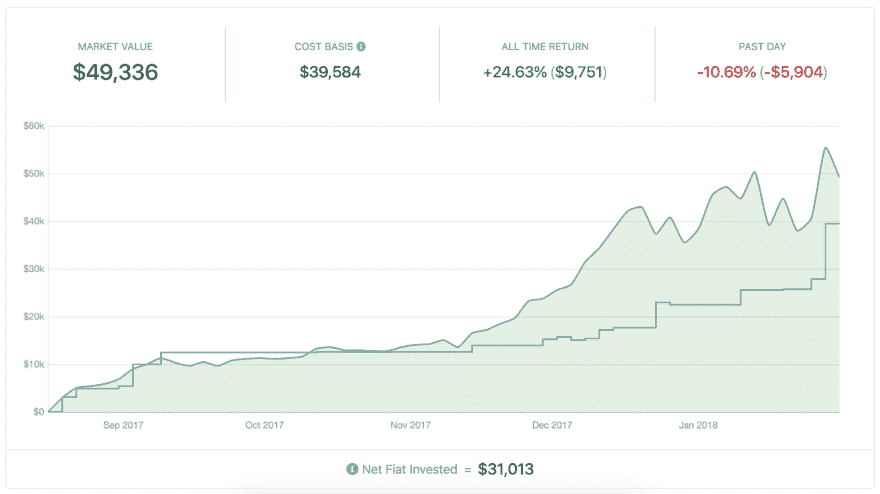 MARKET VALUE
COST BASIS
ALL TIME RETURN
PAST DAY
$49,336
$39,584
+24.63% ($9,751)
-10.69% (-$5,904)
$60k
$50k
$40k
$30k
$20k
$10k
$0
Sep 2017
Oct 2017
Nov 2017
Dec 2017
Jan 2018
Net Fiat Invested = $31,013